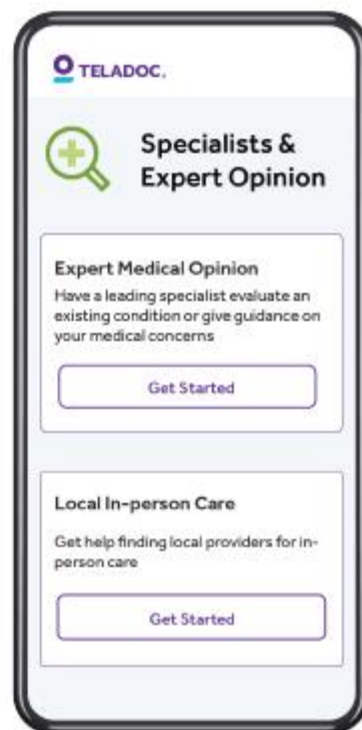 TELADOC.
Specialists &
Expert Opinion
Expert Medical Opinion
Have a leading specialist evaluate an
existing condition or give guidance on
your medical concerns
Get Started
Local In-person Care
Get help finding local providers for in-
person care
Get Started